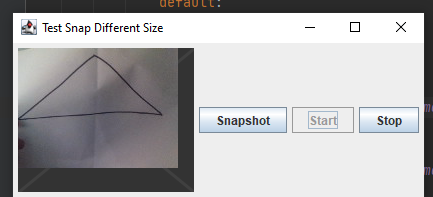 default:
Test Snap Different Size
Snapshot
Start
Stop